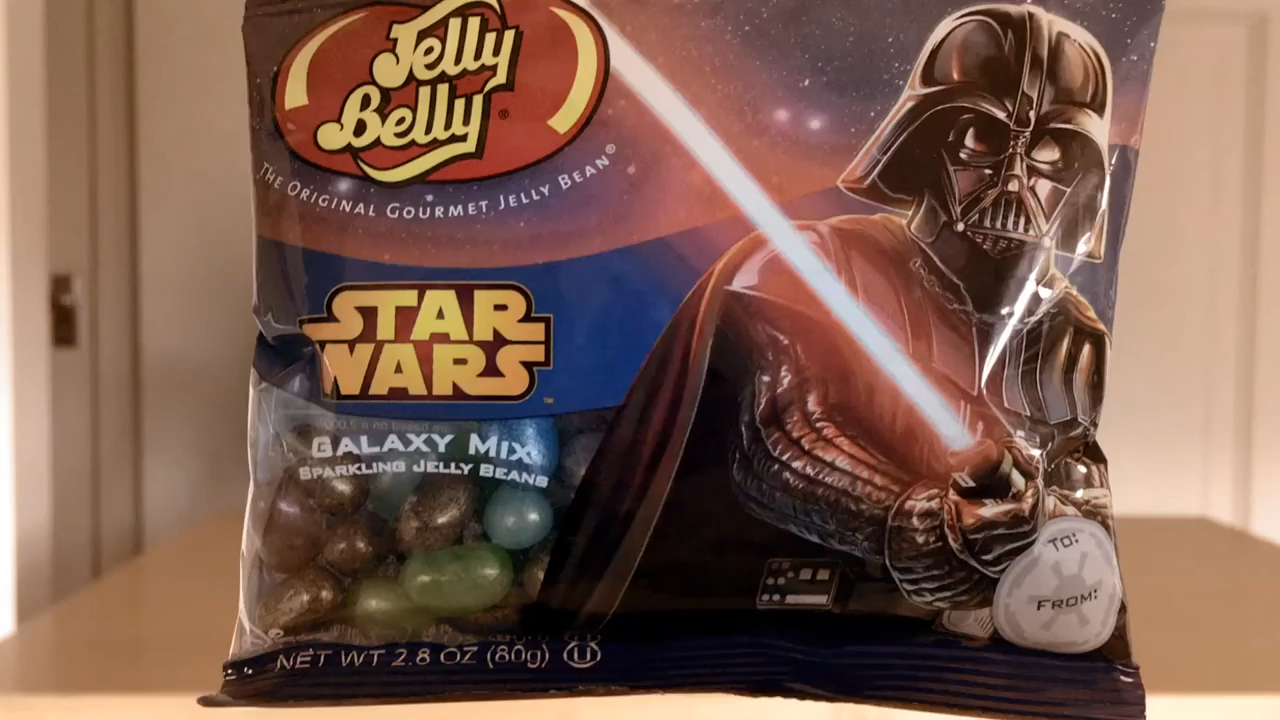 Jelly
Belly®
THE ORIGINAL GOURMET JELLY BEAN®
STAR
WARS
™
GALAXY MIX
SPARKLING JELLY BEANS
TO:
FROM:
NET WT 2.8 OZ (80g) U